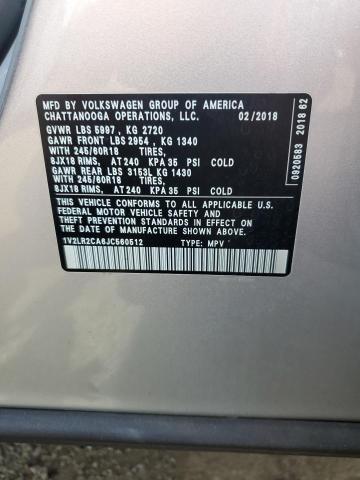 MFD BY VOLKSWAGEN GROUP OF AMERICA
CHATTANOOGA OPERATIONS, LLC. 02/2018
GVWR LBS 5997 , KG 2720
GAWR FRONT LBS 2954 , KG 1340
WITH 245/60R18 TIRES,
8JX18 RIMS, AT 240 KPA 35 PSI COLD
GAWR REAR LBS 3153L KG 1430
WITH 245/60R18 TIRES,
8JX18 RIMS, AT 240 KPA 35 PSI COLD
THIS VEHICLE CONFORMS TO ALL APPLICABLE U.S.
FEDERAL MOTOR VEHICLE SAFETY AND
THEFT PREVENTION STANDARDS IN EFFECT ON THE
DATE OF MANUFACTURE SHOWN ABOVE
1V2LR2CA6JC560512 TYPE: MPV
0920583 2018 62